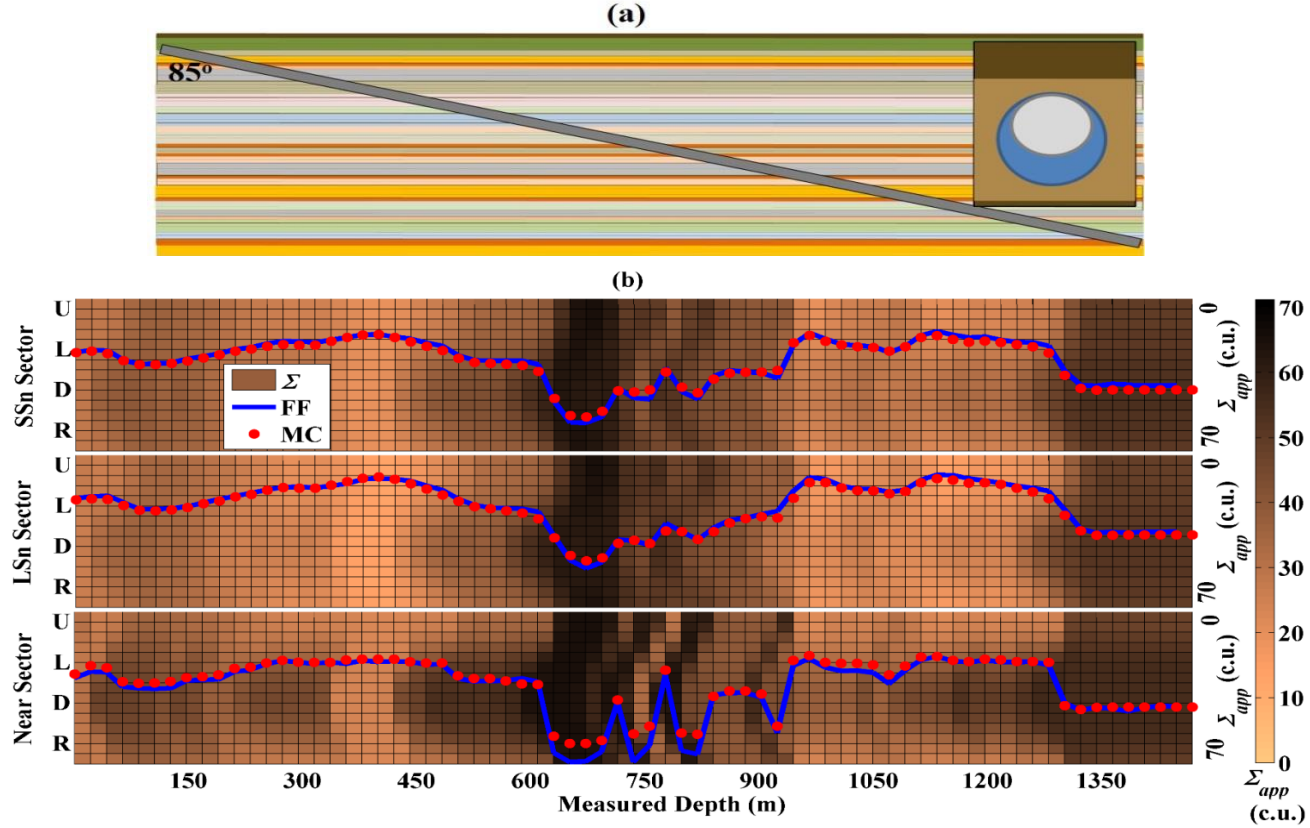 (a)
85°
(b)
SSn Sector
U
L
D
R
Σ
FF
MC
0
Σapp (c.u.)
70
LSn Sector
U
L
D
R
0
Σapp (c.u.)
70
Near Sector
U
L
D
R
0
Σapp (c.u.)
70
150 300 450 600 750 900 1050 1200 1350
Measured Depth (m)
70
60
50
40
30
20
10
0
Σapp
(c.u.)